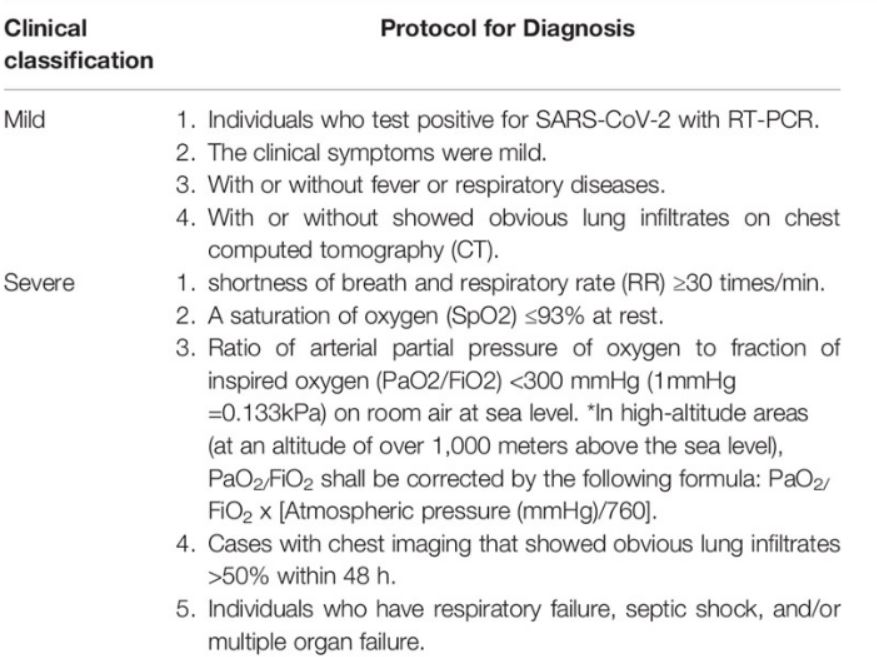 Clinical classification
Protocol for Diagnosis
Mild
1. Individuals who test positive for SARS-CoV-2 with RT-PCR.
2. The clinical symptoms were mild.
3. With or without fever or respiratory diseases.
4. With or without showed obvious lung infiltrates on chest
computed tomography (CT).
Severe
1. shortness of breath and respiratory rate (RR) ≥30 times/min.
2. A saturation of oxygen (SpO2) ≤93% at rest.
3. Ratio of arterial partial pressure of oxygen to fraction of
inspired oxygen (PaO2/FiO2) <300 mmHg (1mmHg
=0.133kPa) on room air at sea level. *In high-altitude areas
(at an altitude of over 1,000 meters above the sea level),
PaO₂/FiO₂ shall be corrected by the following formula: PaO₂/
FiO₂ x [Atmospheric pressure (mmHg)/760].
4. Cases with chest imaging that showed obvious lung infiltrates
>50% within 48 h.
5. Individuals who have respiratory failure, septic shock, and/or
multiple organ failure.